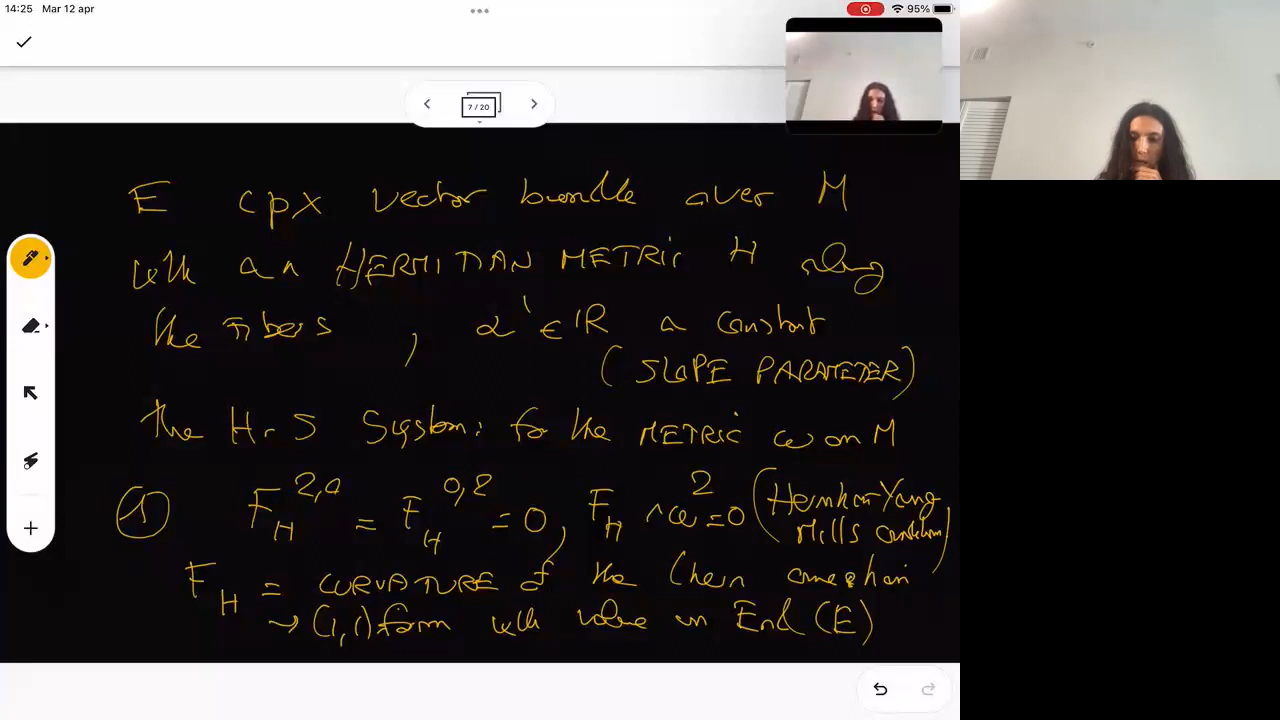 14:25 Mar 12 apr
95%
7 / 20
E cpx vector bundle over M
with an HERMITIAN METRIC H along
the fibers, α' ∈ ℝ a constant
(SLOPE PARAMETER)
the H-S System: for the METRIC ω on M
① F_H^{2,0} = F_H^{0,2} = 0, F_H ∧ ω^2 = 0 (Hermitian Yang
Mills condition)
F_H = CURVATURE of the Chern connection
→ (1,1) form with value in End(E)